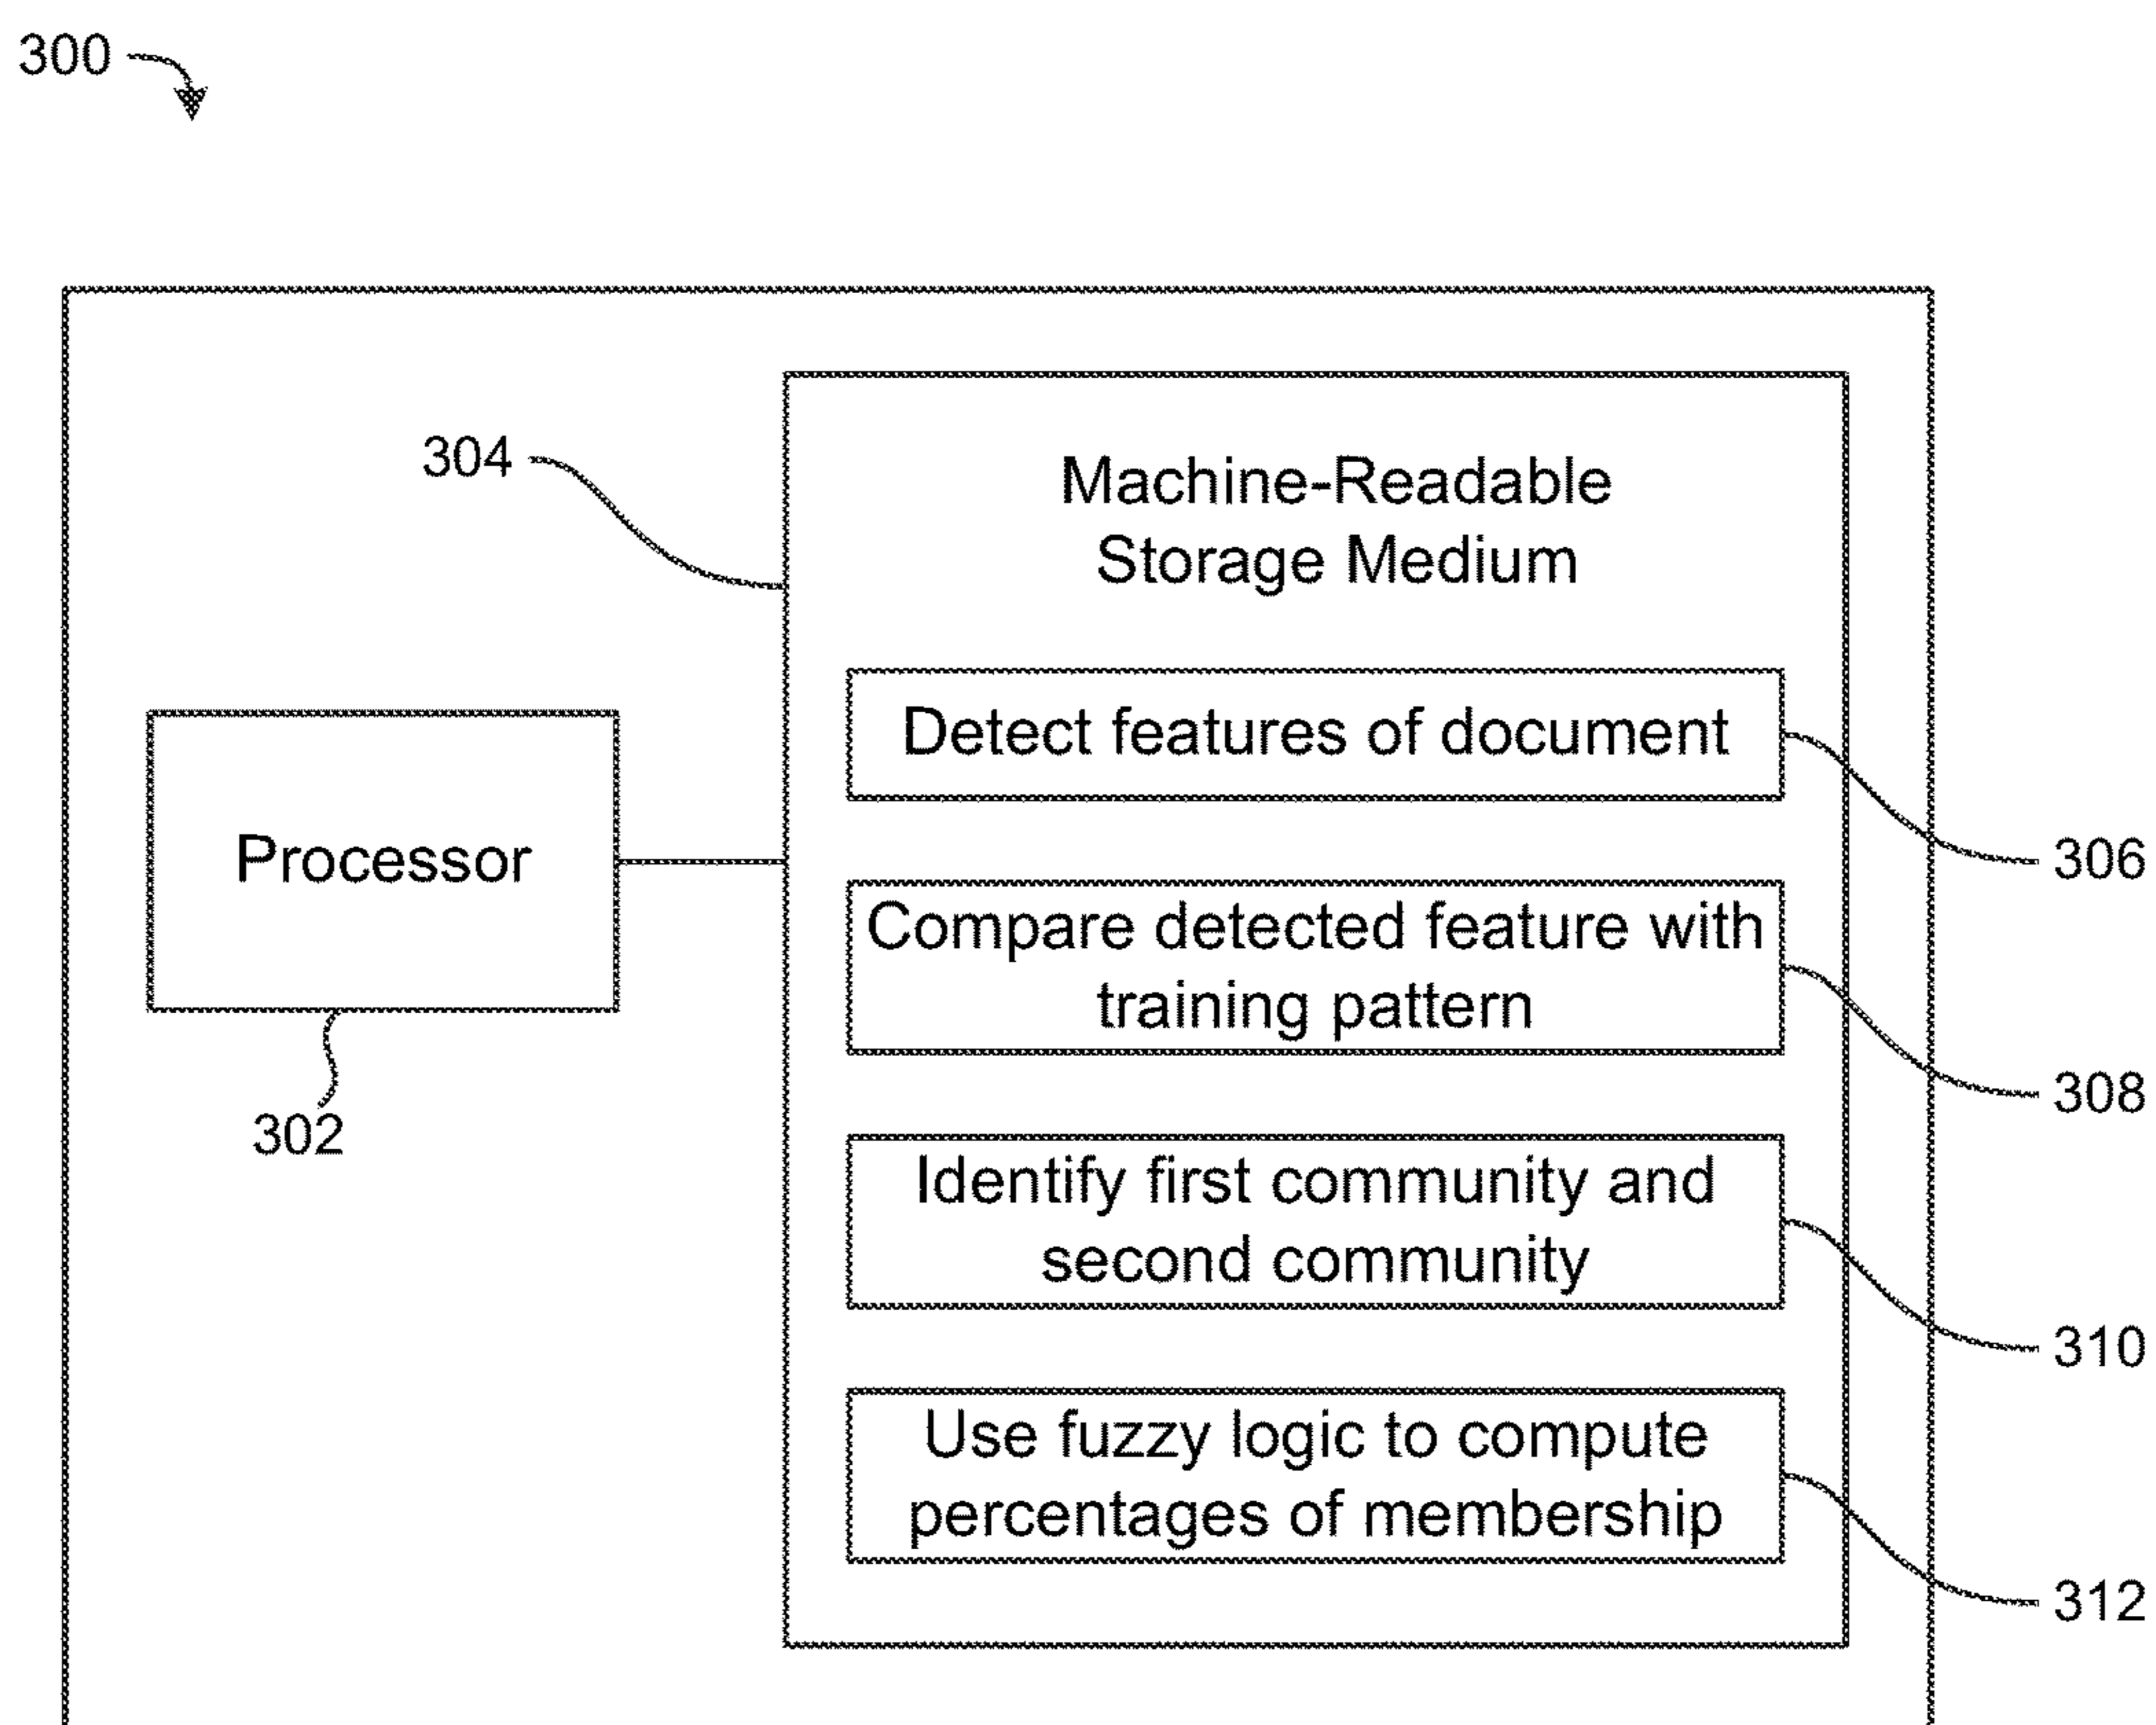 300
304
Machine-Readable
Storage Medium
Detect features of document
Processor
306
Compare detected feature with
training pattern
308
302
Identify first community and
second community
310
Use fuzzy logic to compute
percentages of membership
312